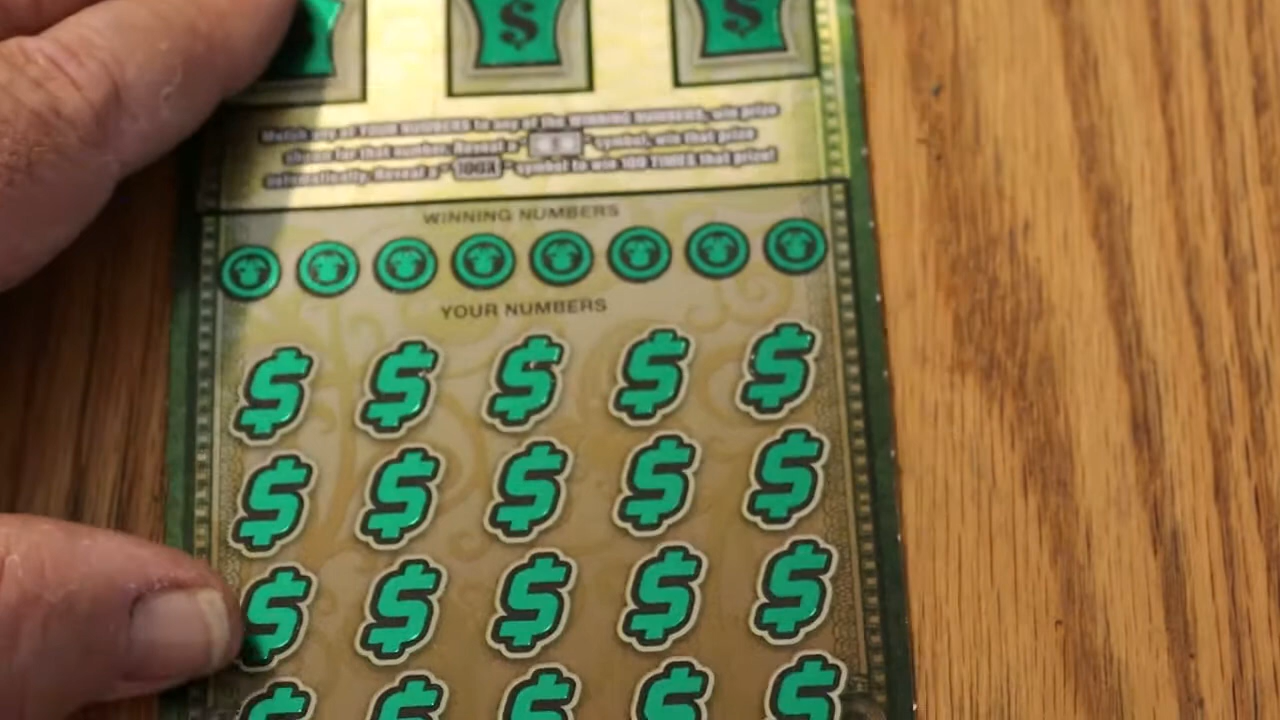 $ $
Match any of YOUR NUMBERS to any of the WINNING NUMBERS, win prize
shown for that number. Reveal a " " symbol, win that prize
automatically. Reveal a "100X" symbol to win 100 TIMES that prize!
WINNING NUMBERS
YOUR NUMBERS
$ $ $ $ $
$ $ $ $ $
$ $ $ $ $
$ $ $ $ $